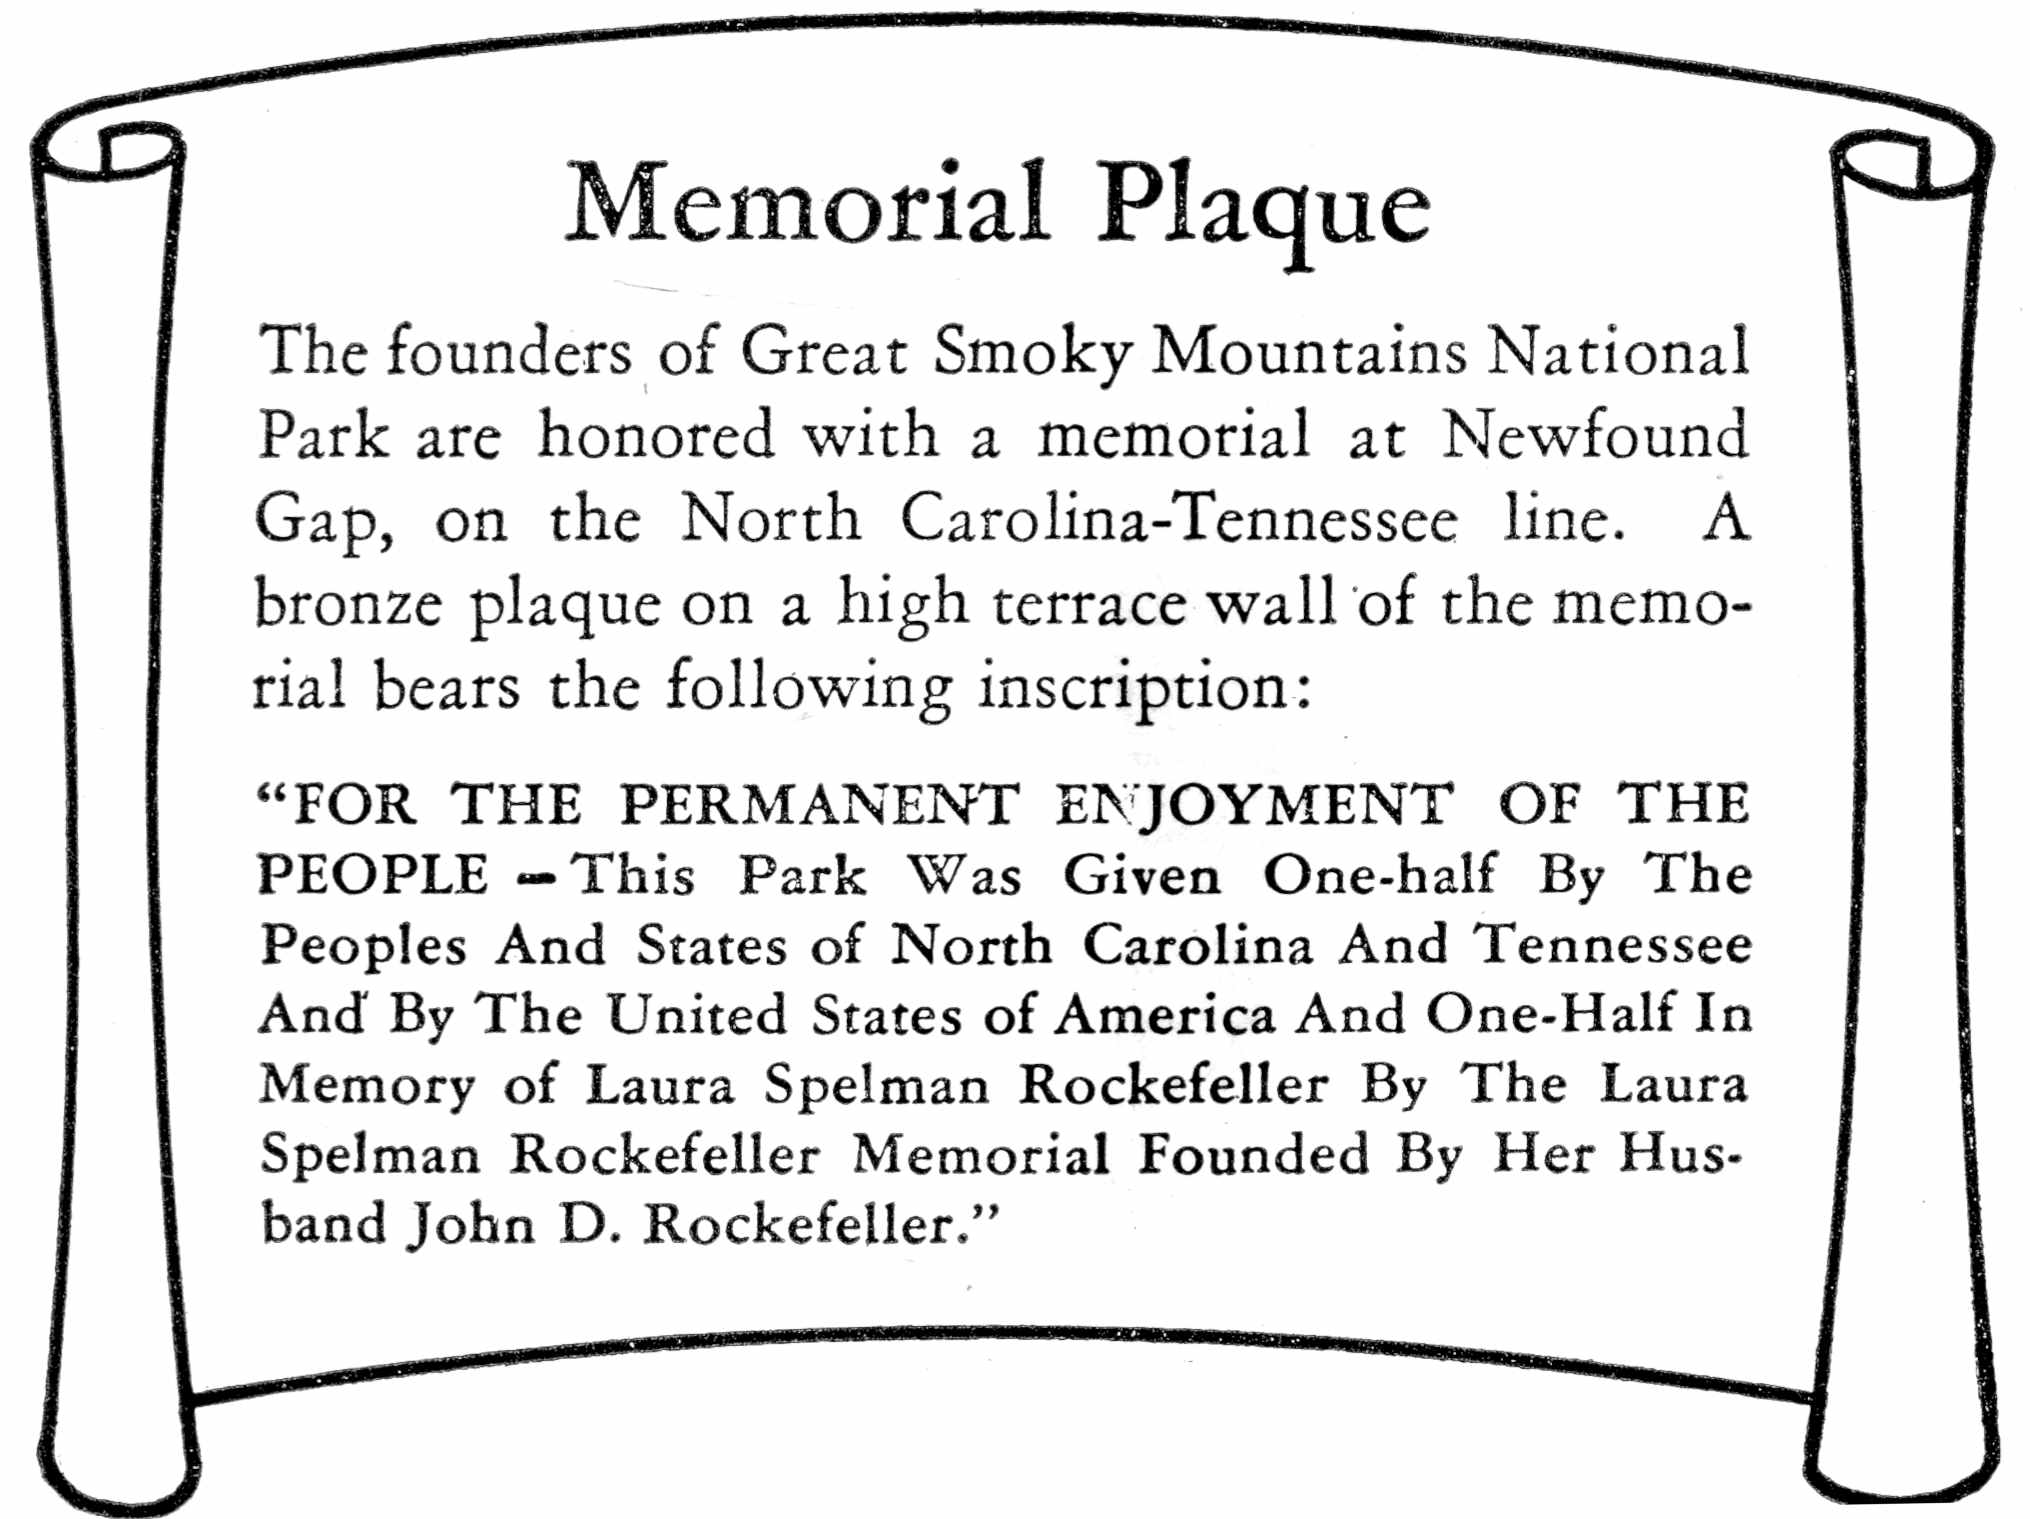 Memorial Plaque
The founders of Great Smoky Mountains National
Park are honored with a memorial at Newfound
Gap, on the North Carolina-Tennessee line. A
bronze plaque on a high terrace wall of the memo-
rial bears the following inscription:
“FOR THE PERMANENT ENJOYMENT OF THE
PEOPLE — This Park Was Given One-half By The
Peoples And States of North Carolina And Tennessee
And By The United States of America And One-Half In
Memory of Laura Spelman Rockefeller By The Laura
Spelman Rockefeller Memorial Founded By Her Hus-
band John D. Rockefeller.”